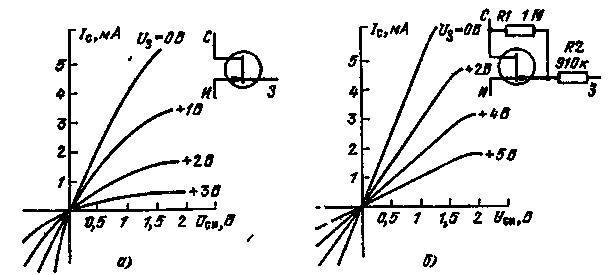 Iс,мА
Uз=0В
С
И
З
5
4
3
2
1
+1В
+2В
+3В
0,5 1 1,5 2 Uси,В
а)
Iс,мА
Uз=0В
С
R1 1М
R2
910к
И
З
5
4
3
2
1
+2В
+4В
+5В
0,5 1 1,5 2 Uси,В
б)